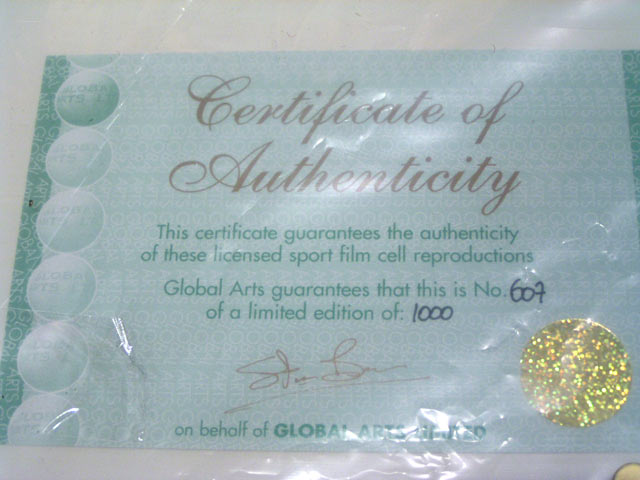 Certificate of
Authenticity
This certificate guarantees the authenticity
of these licensed sport film cell reproductions
Global Arts guarantees that this is No. 607
of a limited edition of: 1000
on behalf of GLOBAL ARTS LIMITED